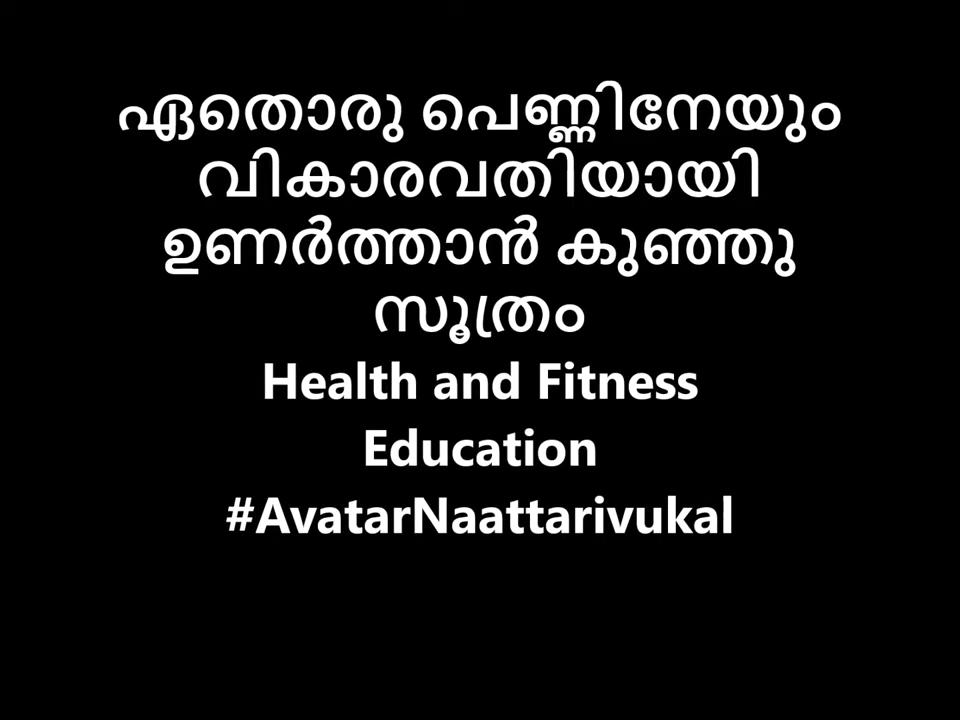 ഏതൊരു പെണ്ണിനേയും
വികാരവതിയായി
ഉണർത്താൻ കുഞ്ഞു
സൂത്രം
Health and Fitness
Education
#AvatarNaattarivukal